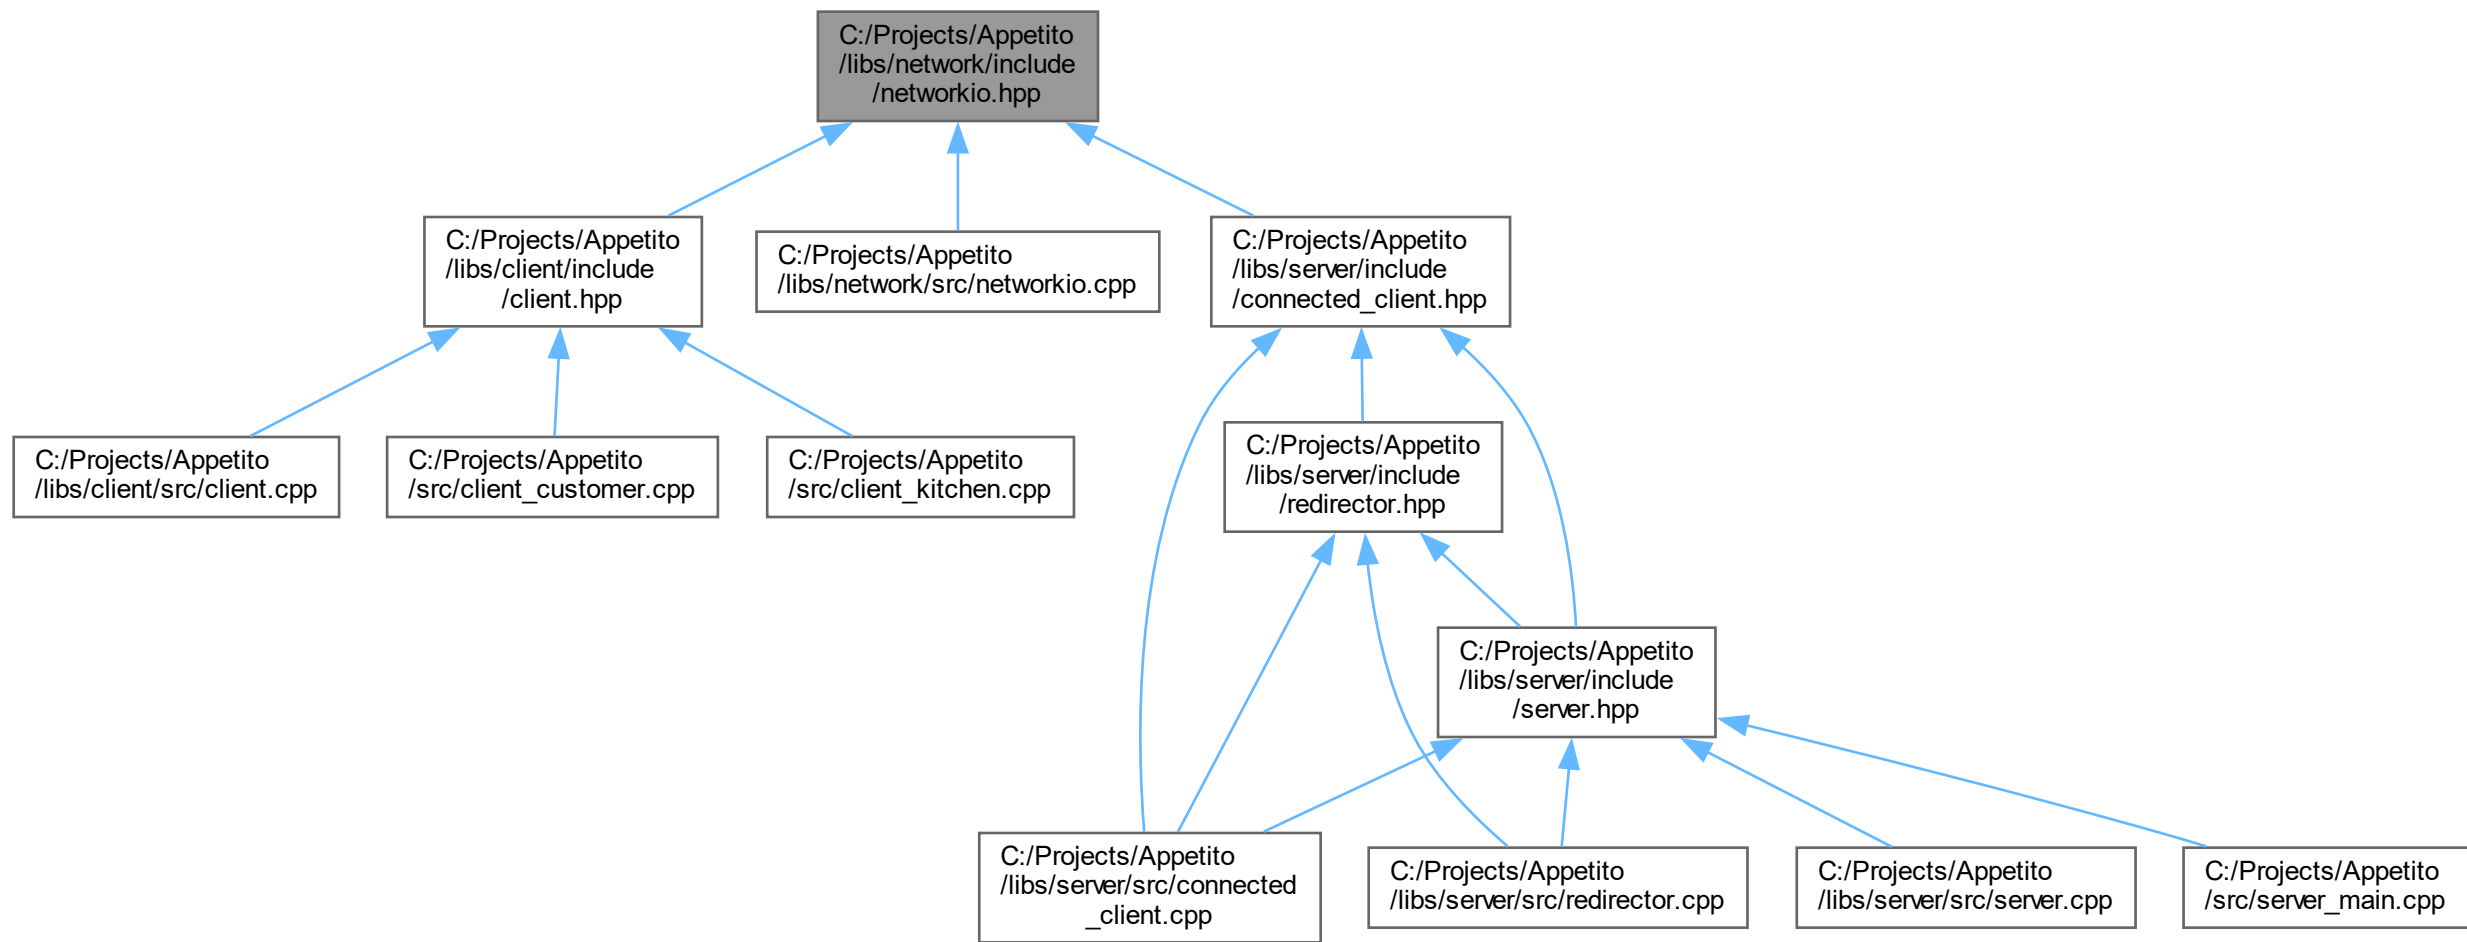 C:/Projects/Appetito
/libs/network/include
/networkio.hpp
C:/Projects/Appetito
/libs/client/include
/client.hpp
C:/Projects/Appetito
/libs/network/src/networkio.cpp
C:/Projects/Appetito
/libs/server/include
/connected_client.hpp
C:/Projects/Appetito
/libs/client/src/client.cpp
C:/Projects/Appetito
/src/client_customer.cpp
C:/Projects/Appetito
/src/client_kitchen.cpp
C:/Projects/Appetito
/libs/server/include
/redirector.hpp
C:/Projects/Appetito
/libs/server/include
/server.hpp
C:/Projects/Appetito
/libs/server/src/connected
_client.cpp
C:/Projects/Appetito
/libs/server/src/redirector.cpp
C:/Projects/Appetito
/libs/server/src/server.cpp
C:/Projects/Appetito
/src/server_main.cpp